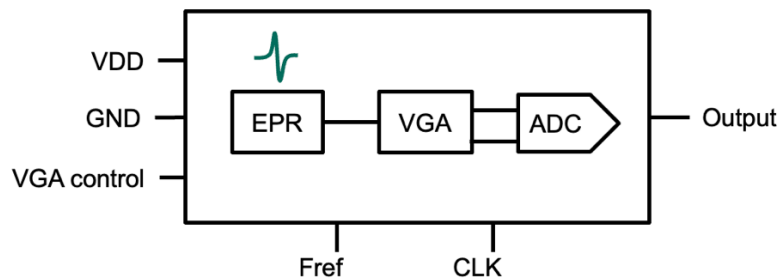 VDD
GND
VGA control
EPR
VGA
ADC
Output
Fref
CLK